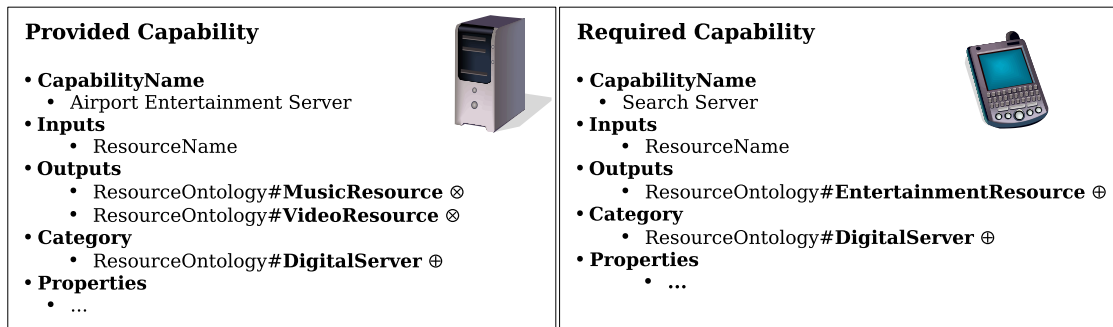 Provided Capability
• CapabilityName
• Airport Entertainment Server
• Inputs
• ResourceName
• Outputs
• ResourceOntology#MusicResource ⊗
• ResourceOntology#VideoResource ⊗
• Category
• ResourceOntology#DigitalServer ⊕
• Properties
• ...
Required Capability
• CapabilityName
• Search Server
• Inputs
• ResourceName
• Outputs
• ResourceOntology#EntertainmentResource ⊕
• Category
• ResourceOntology#DigitalServer ⊕
• Properties
• ...